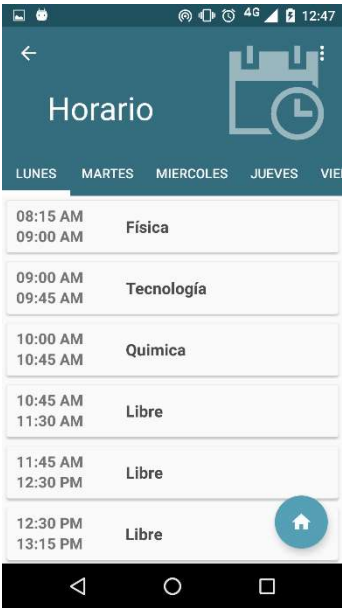 4G 12:47
Horario
LUNES MARTES MIERCOLES JUEVES VIE
08:15 AM
09:00 AM
Física
09:00 AM
09:45 AM
Tecnología
10:00 AM
10:45 AM
Quimica
10:45 AM
11:30 AM
Libre
11:45 AM
12:30 PM
Libre
12:30 PM
13:15 PM
Libre